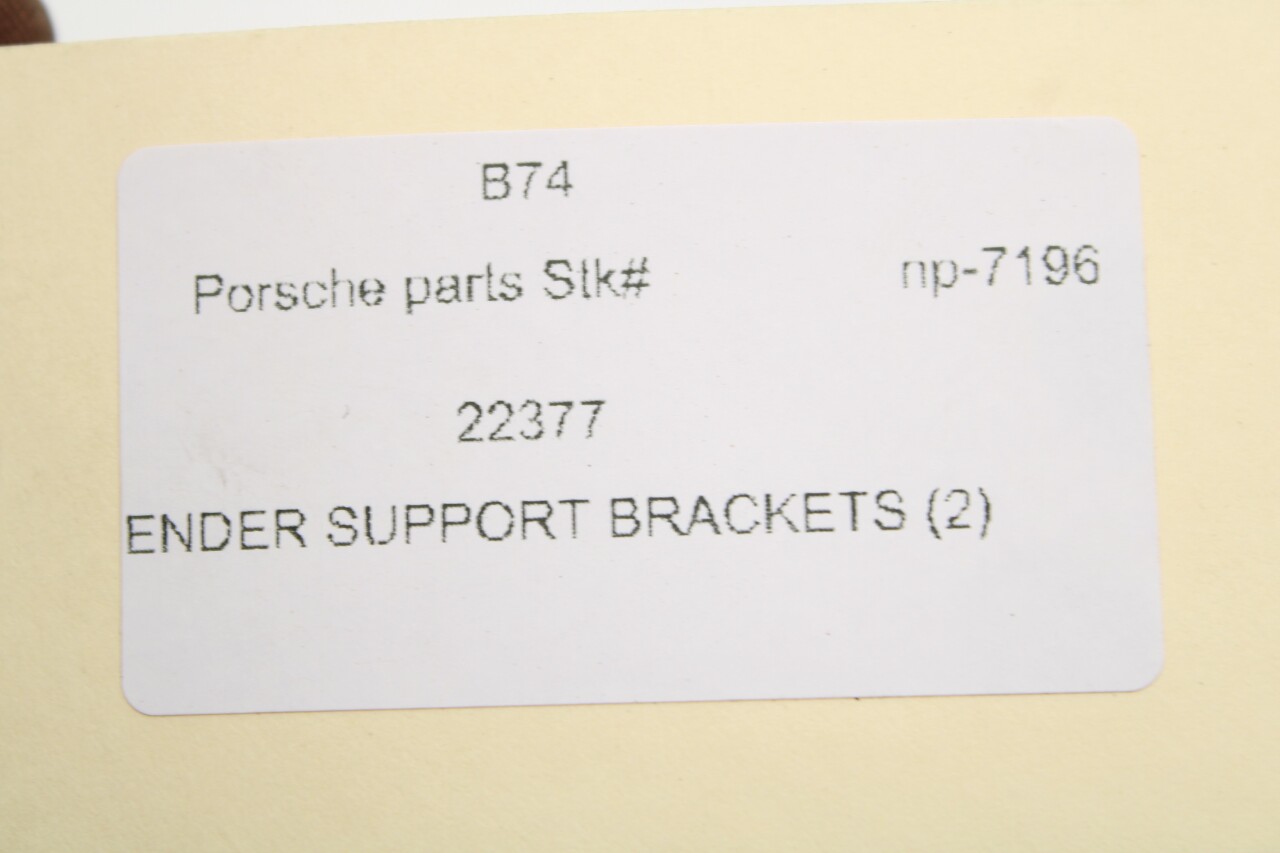 B74
Porsche parts Stk# np-7196
22377
ENDER SUPPORT BRACKETS (2)